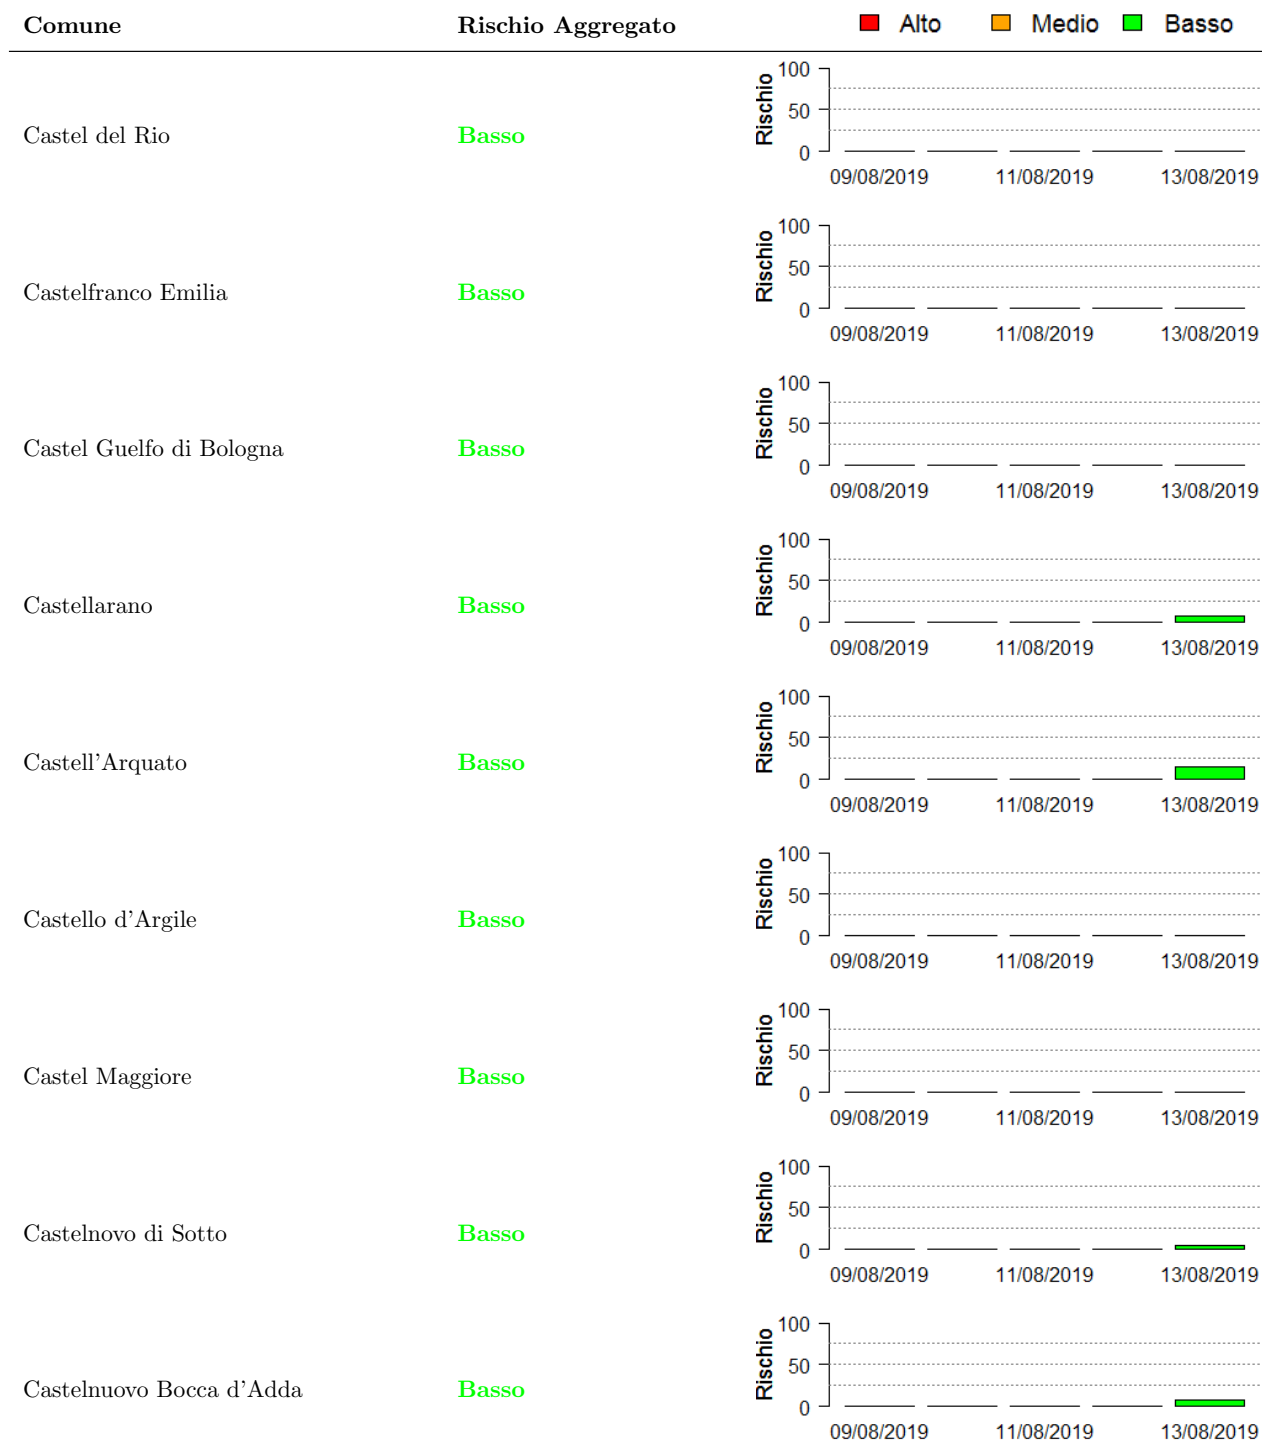 Comune Rischio Aggregato Alto Medio Basso
100
50
0
Rischio
Castel del Rio Basso
09/08/2019 11/08/2019 13/08/2019
100
50
0
Rischio
Castelfranco Emilia Basso
09/08/2019 11/08/2019 13/08/2019
100
50
0
Rischio
Castel Guelfo di Bologna Basso
09/08/2019 11/08/2019 13/08/2019
100
50
0
Rischio
Castellarano Basso
09/08/2019 11/08/2019 13/08/2019
100
50
0
Rischio
Castell'Arquato Basso
09/08/2019 11/08/2019 13/08/2019
100
50
0
Rischio
Castello d'Argile Basso
09/08/2019 11/08/2019 13/08/2019
100
50
0
Rischio
Castel Maggiore Basso
09/08/2019 11/08/2019 13/08/2019
100
50
0
Rischio
Castelnovo di Sotto Basso
09/08/2019 11/08/2019 13/08/2019
100
50
0
Rischio
Castelnuovo Bocca d'Adda Basso
09/08/2019 11/08/2019 13/08/2019